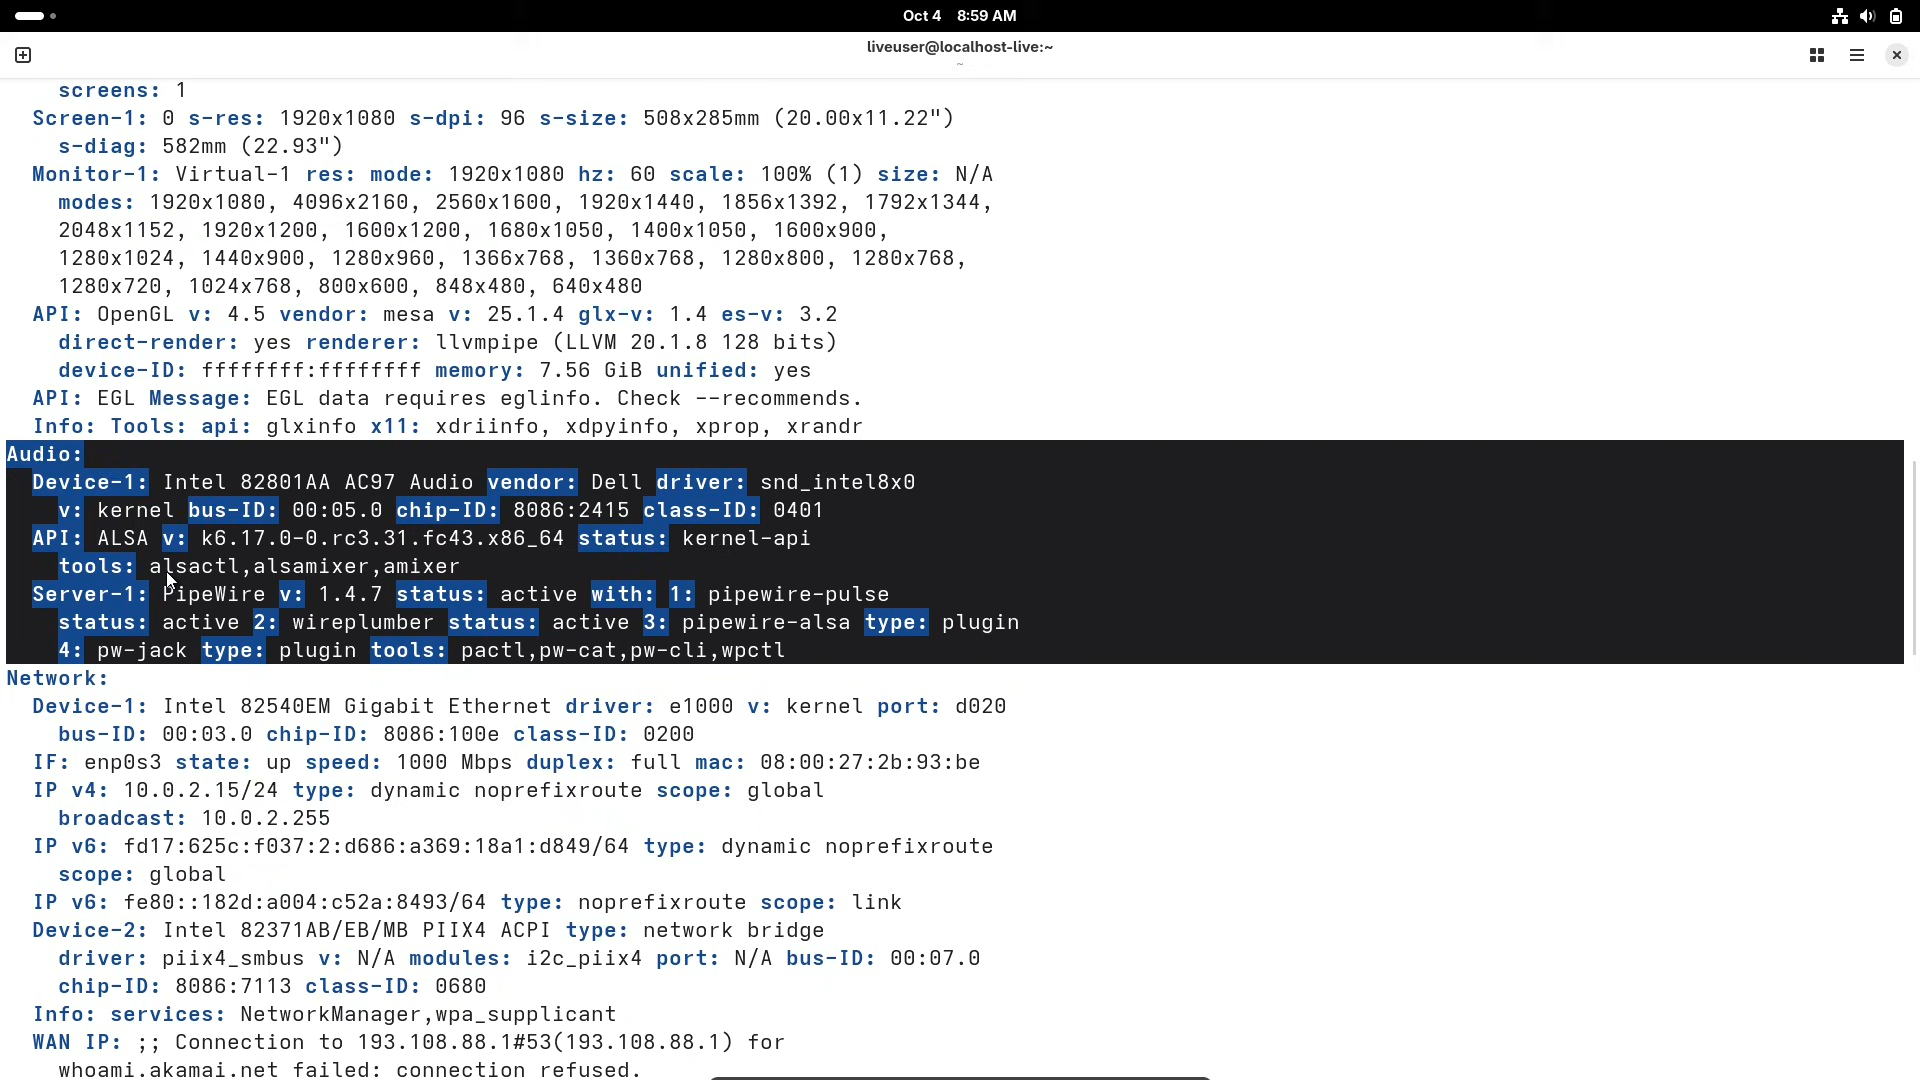 Oct 4 8:59 AM
liveuser@localhost-live:~
~
screens: 1
Screen-1: 0 s-res: 1920x1080 s-dpi: 96 s-size: 508x285mm (20.00x11.22")
s-diag: 582mm (22.93")
Monitor-1: Virtual-1 res: mode: 1920x1080 hz: 60 scale: 100% (1) size: N/A
modes: 1920x1080, 4096x2160, 2560x1600, 1920x1440, 1856x1392, 1792x1344,
2048x1152, 1920x1200, 1600x1200, 1680x1050, 1400x1050, 1600x900,
1280x1024, 1440x900, 1280x960, 1366x768, 1360x768, 1280x800, 1280x768,
1280x720, 1024x768, 800x600, 848x480, 640x480
API: OpenGL v: 4.5 vendor: mesa v: 25.1.4 glx-v: 1.4 es-v: 3.2
direct-render: yes renderer: llvmpipe (LLVM 20.1.8 128 bits)
device-ID: ffffffff:ffffffff memory: 7.56 GiB unified: yes
API: EGL Message: EGL data requires eglinfo. Check --recommends.
Info: Tools: api: glxinfo x11: xdriinfo, xdpyinfo, xprop, xrandr
Audio:
Device-1: Intel 82801AA AC97 Audio vendor: Dell driver: snd_intel8x0
v: kernel bus-ID: 00:05.0 chip-ID: 8086:2415 class-ID: 0401
API: ALSA v: k6.17.0-0.rc3.31.fc43.x86_64 status: kernel-api
tools: alsactl,alsamixer,amixer
Server-1: PipeWire v: 1.4.7 status: active with: 1: pipewire-pulse
status: active 2: wireplumber status: active 3: pipewire-alsa type: plugin
4: pw-jack type: plugin tools: pactl,pw-cat,pw-cli,wpctl
Network:
Device-1: Intel 82540EM Gigabit Ethernet driver: e1000 v: kernel port: d020
bus-ID: 00:03.0 chip-ID: 8086:100e class-ID: 0200
IF: enp0s3 state: up speed: 1000 Mbps duplex: full mac: 08:00:27:2b:93:be
IP v4: 10.0.2.15/24 type: dynamic noprefixroute scope: global
broadcast: 10.0.2.255
IP v6: fd17:625c:f037:2:d686:a369:18a1:d849/64 type: dynamic noprefixroute
scope: global
IP v6: fe80::182d:a004:c52a:8493/64 type: noprefixroute scope: link
Device-2: Intel 82371AB/EB/MB PIIX4 ACPI type: network bridge
driver: piix4_smbus v: N/A modules: i2c_piix4 port: N/A bus-ID: 00:07.0
chip-ID: 8086:7113 class-ID: 0680
Info: services: NetworkManager,wpa_supplicant
WAN IP: ;; Connection to 193.108.88.1#53(193.108.88.1) for
whoami.akamai.net failed: connection refused.